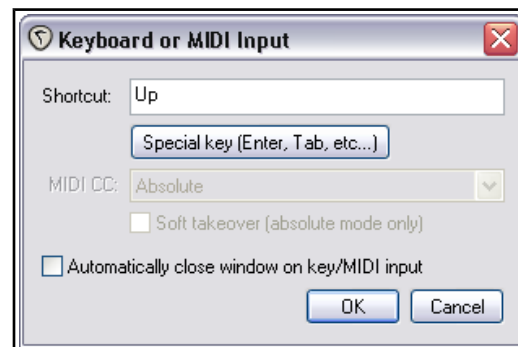 Keyboard or MIDI Input
Shortcut: Up
Special key (Enter, Tab, etc...)
MIDI CC: Absolute
Soft takeover (absolute mode only)
Automatically close window on key/MIDI input
OK Cancel